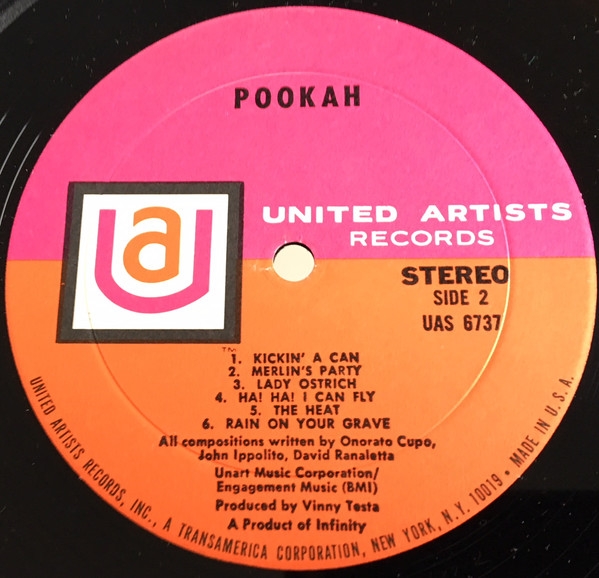 POOKAH
ua
UNITED ARTISTS
RECORDS
STEREO
SIDE 2
UAS 6737
TM
1. KICKIN' A CAN
2. MERLIN'S PARTY
3. LADY OSTRICH
4. HA! HA! I CAN FLY
5. THE HEAT
6. RAIN ON YOUR GRAVE
All compositions written by Onorato Cupo,
John Ippolito, David Ranaletta
Unart Music Corporation/
Engagement Music (BMI)
Produced by Vinny Testa
A Product of Infinity
UNITED ARTISTS RECORDS, INC., A TRANSAMERICA CORPORATION, NEW YORK, N.Y. 10019 • MADE IN U.S.A.